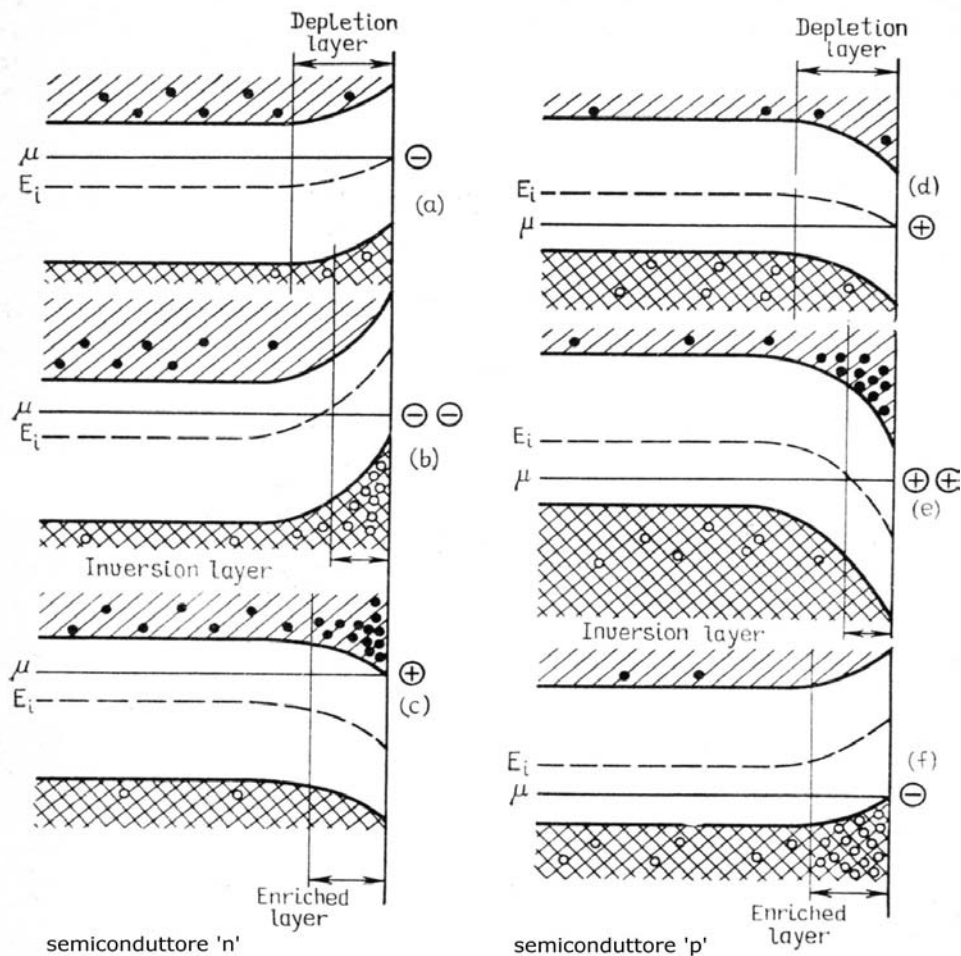 Depletion
layer
μ
⊖
E_i
(a)
μ
⊖ ⊖
E_i
(b)
Inversion layer
μ
⊕
E_i
(c)
Enriched
layer
semiconduttore 'n'
Depletion
layer
(d)
E_i
μ
⊕
E_i
μ
⊕ ⊕
(e)
Inversion layer
E_i
(f)
μ
⊖
Enriched
layer
semiconduttore 'p'